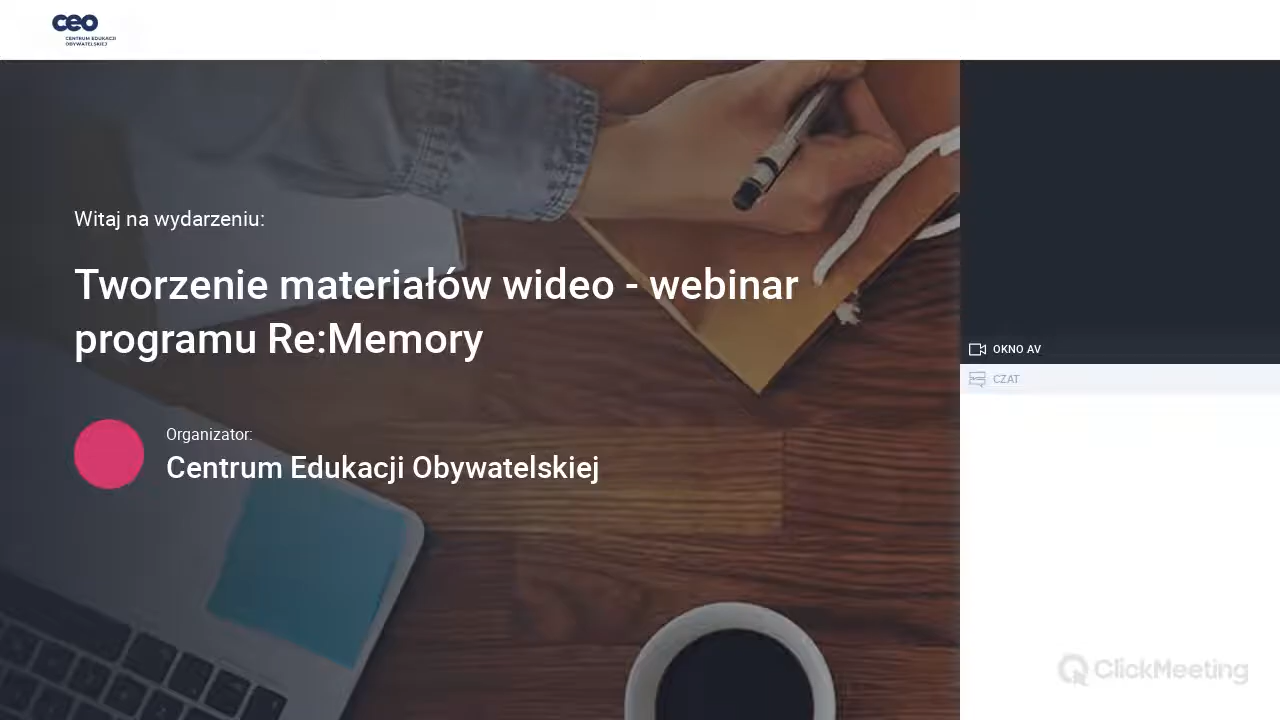 ceo
CENTRUM EDUKACJI
OBYWATELSKIEJ
Witaj na wydarzeniu:
Tworzenie materiałów wideo - webinar
programu Re:Memory
Organizator:
Centrum Edukacji Obywatelskiej
OKNO AV
CZAT
ClickMeeting